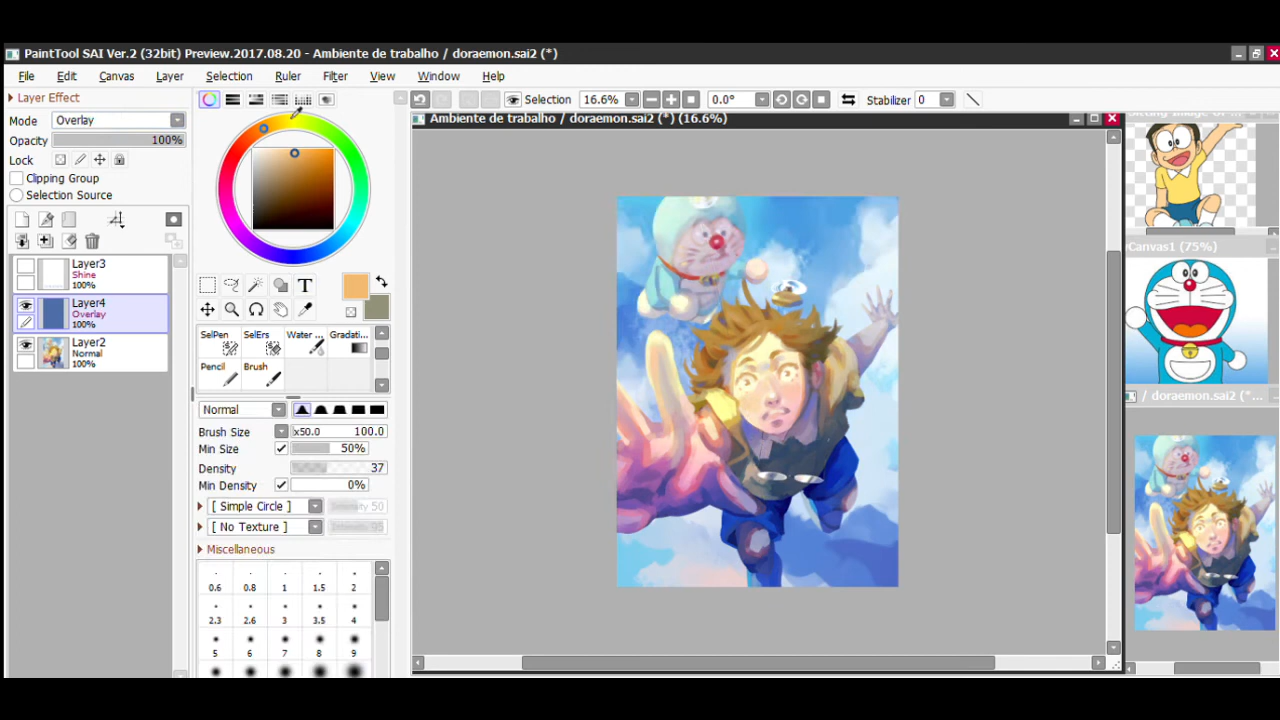 PaintTool SAI Ver.2 (32bit) Preview.2017.08.20 - Ambiente de trabalho / doraemon.sai2 (*)
File Edit Canvas Layer Selection Ruler Filter View Window Help
Layer Effect
Mode Overlay
Opacity 100%
Lock
Clipping Group
Selection Source
Layer3
Shine
100%
Layer4
Overlay
100%
Layer2
Normal
100%
T
SelPen SelErs Water ... Gradati...
Pencil Brush
Normal
Brush Size x50.0 100.0
Min Size 50%
Density 37
Min Density 0%
[ Simple Circle ] Intensity 50
[ No Texture ]
Miscellaneous
0.6 0.8 1 1.5 2
2.3 2.6 3 3.5 4
5 6 7 8 9
Selection 16.6% 0.0° Stabilizer 0
Ambiente de trabalho / doraemon.sai2 (*) (16.6%)
Canvas1 (75%)
/ doraemon.sai2 (*...